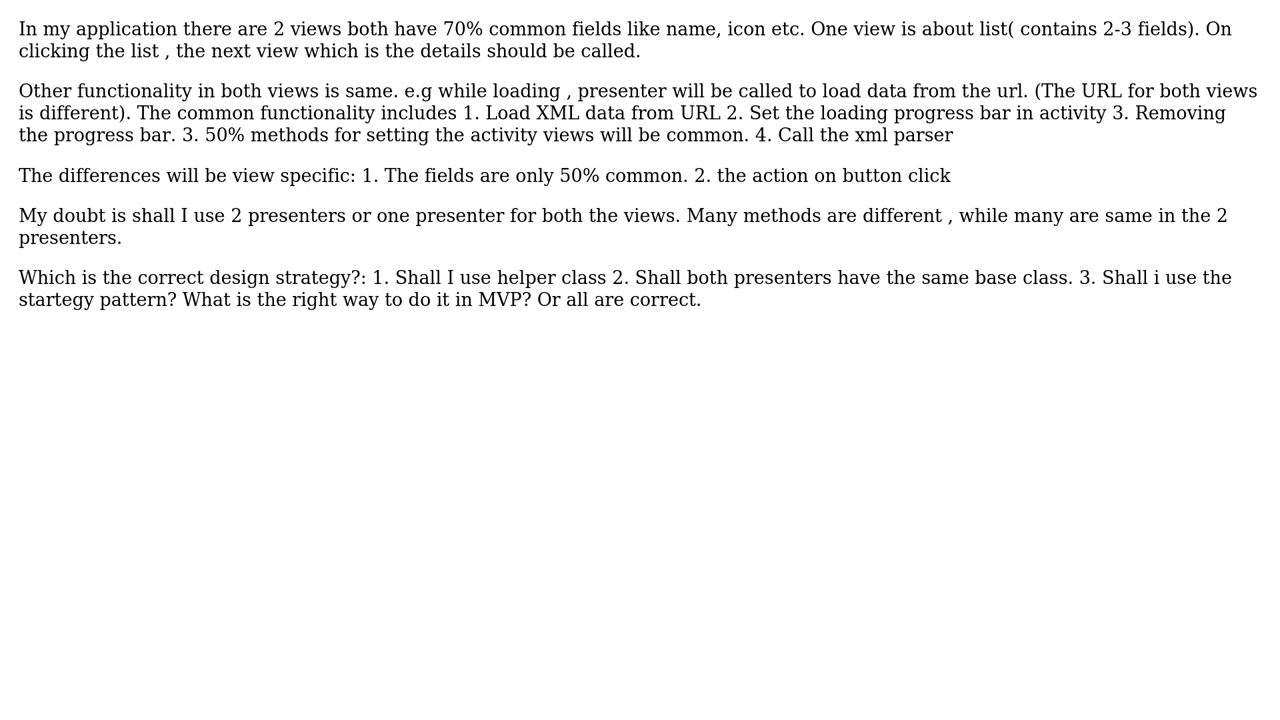 In my application there are 2 views both have 70% common fields like name, icon etc. One view is about list( contains 2-3 fields). On
clicking the list , the next view which is the details should be called.
Other functionality in both views is same. e.g while loading , presenter will be called to load data from the url. (The URL for both views
is different). The common functionality includes 1. Load XML data from URL 2. Set the loading progress bar in activity 3. Removing
the progress bar. 3. 50% methods for setting the activity views will be common. 4. Call the xml parser
The differences will be view specific: 1. The fields are only 50% common. 2. the action on button click
My doubt is shall I use 2 presenters or one presenter for both the views. Many methods are different , while many are same in the 2
presenters.
Which is the correct design strategy?: 1. Shall I use helper class 2. Shall both presenters have the same base class. 3. Shall i use the
startegy pattern? What is the right way to do it in MVP? Or all are correct.